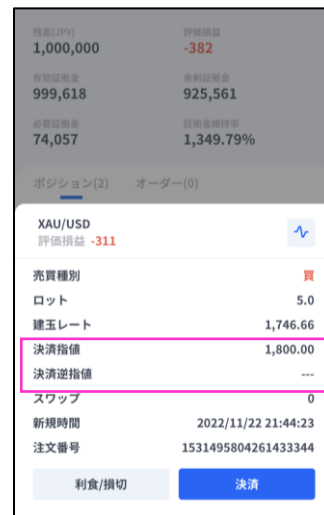 残高(JPY) 評価損益
1,000,000 -382
有効証拠金 余剰証拠金
999,618 925,561
必要証拠金 証拠金維持率
74,057 1,349.79%
ポジション(2) オーダー(0)
XAU/USD
評価損益 -311
売買種別 買
ロット 5.0
建玉レート 1,746.66
決済指値 1,800.00
決済逆指値 ---
スワップ 0
新規時間 2022/11/22 21:44:23
注文番号 1531495804261433344
利食/損切 決済